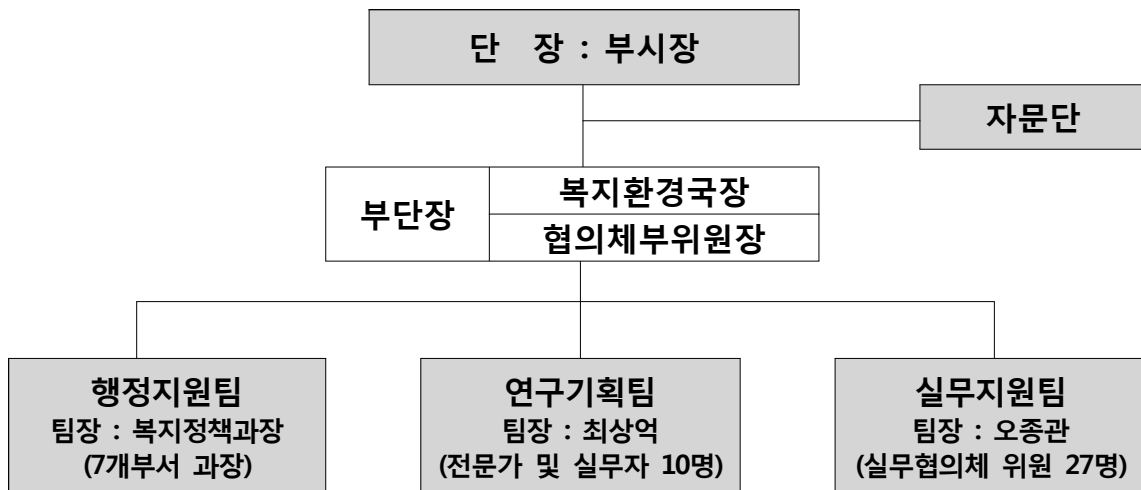 단 장 : 부시장
자문단
부단장
복지환경국장
협의체부위원장
행정지원팀
팀장 : 복지정책과장
(7개부서 과장)
연구기획팀
팀장 : 최상억
(전문가 및 실무자 10명)
실무지원팀
팀장 : 오종관
(실무협의체 위원 27명)